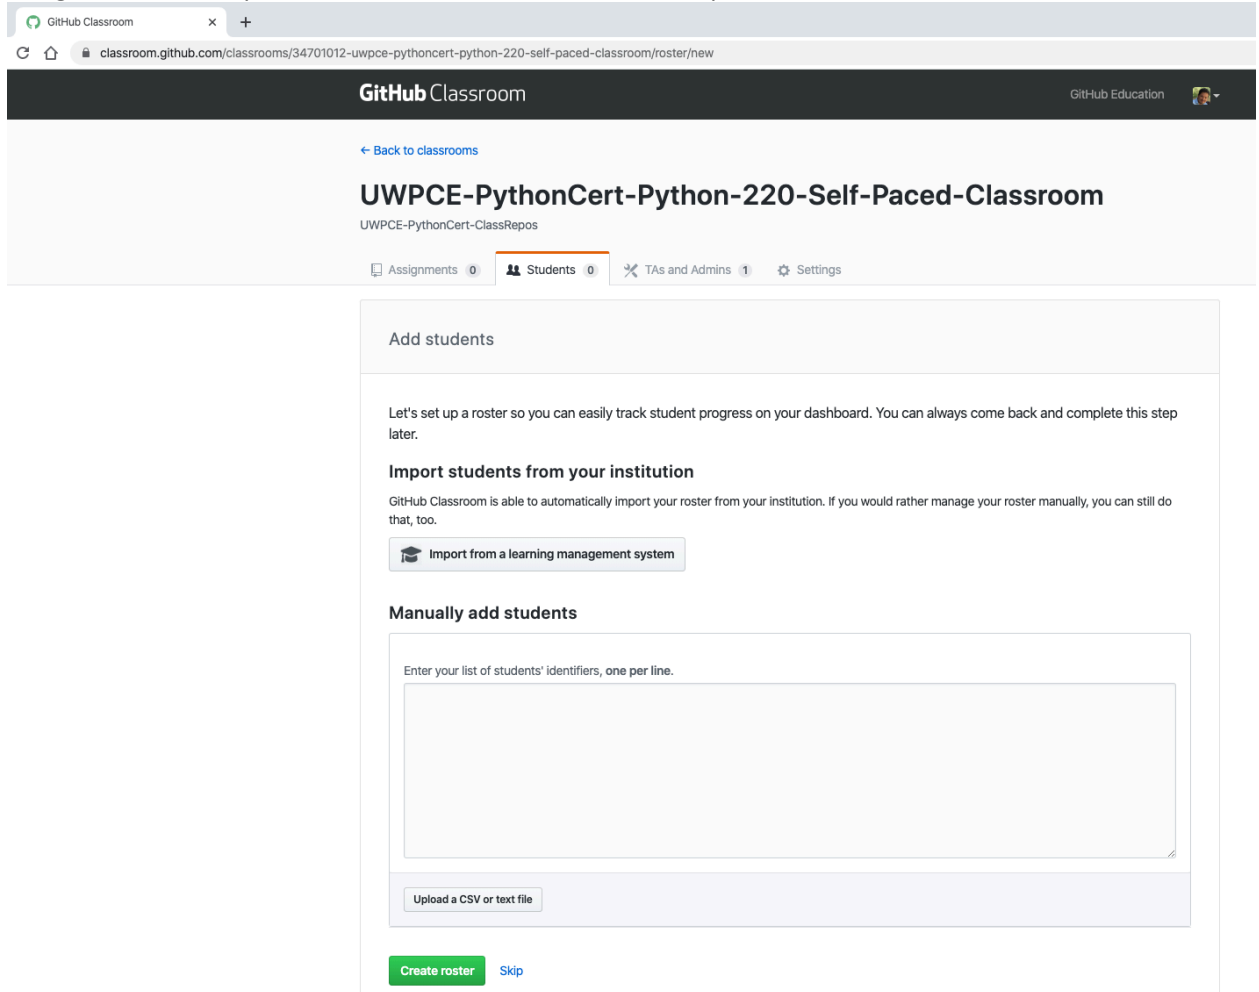 GitHub Classroom
classroom.github.com/classrooms/34701012-uwpce-pythoncert-python-220-self-paced-classroom/roster/new
GitHub Classroom
GitHub Education
← Back to classrooms
UWPCE-PythonCert-Python-220-Self-Paced-Classroom
UWPCE-PythonCert-ClassRepos
Assignments 0 Students 0 TAs and Admins 1 Settings
Add students
Let's set up a roster so you can easily track student progress on your dashboard. You can always come back and complete this step
later.
Import students from your institution
GitHub Classroom is able to automatically import your roster from your institution. If you would rather manage your roster manually, you can still do
that, too.
Import from a learning management system
Manually add students
Enter your list of students' identifiers, one per line.
Upload a CSV or text file
Create roster Skip